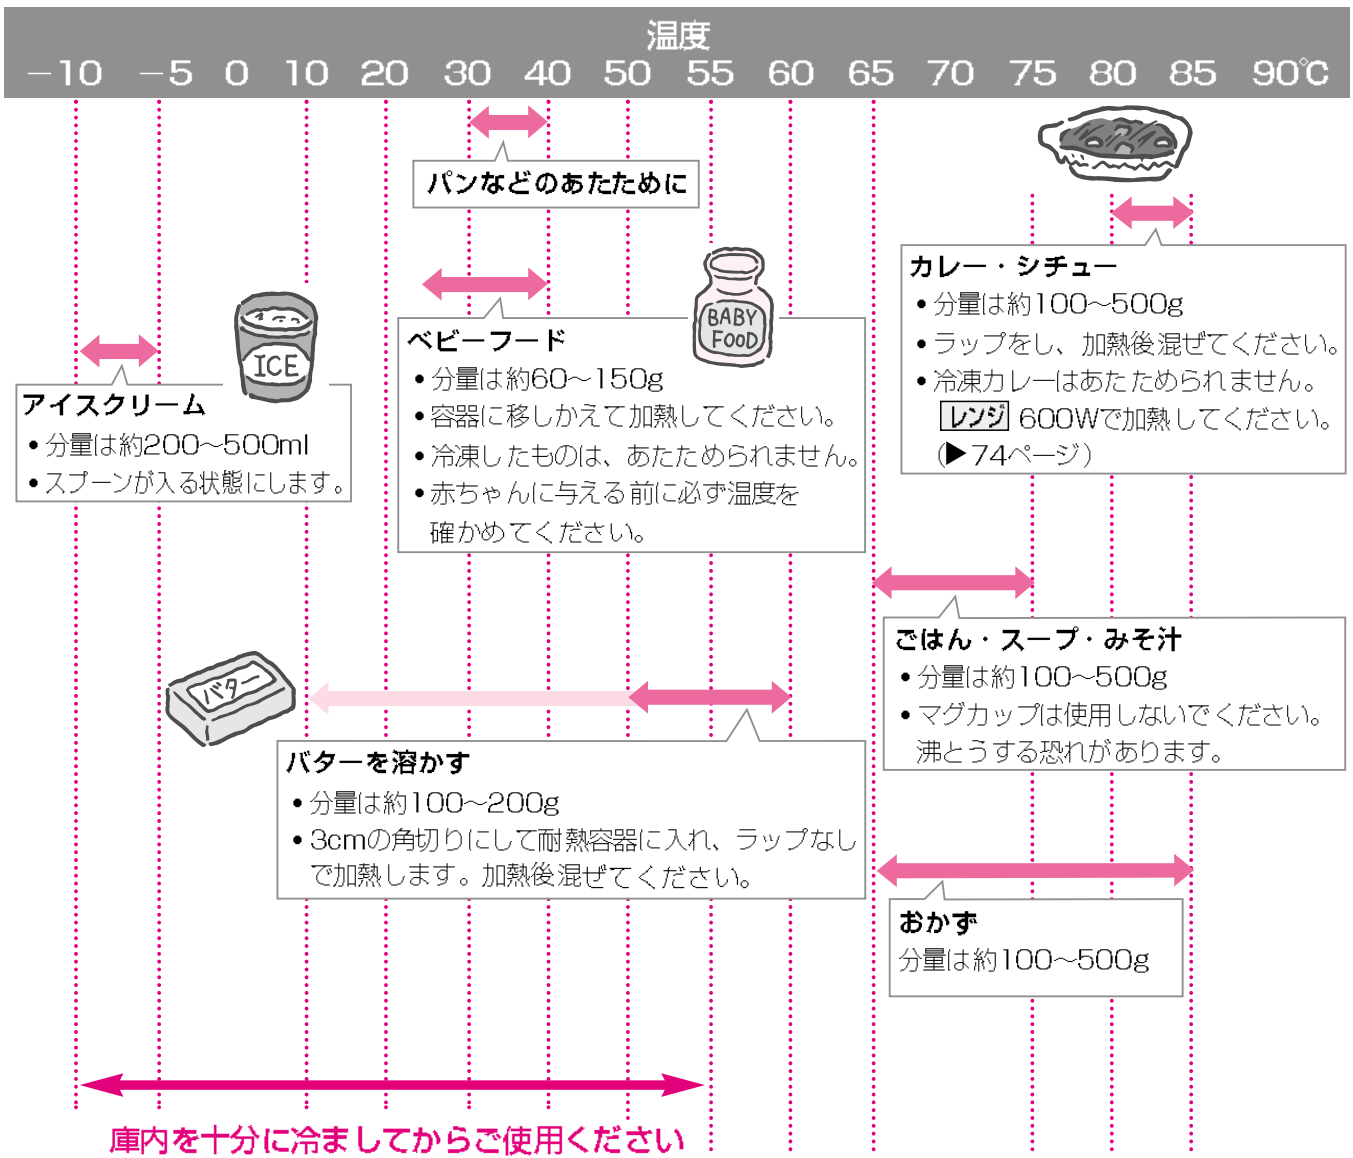 温度
−10 −5 0 10 20 30 40 50 55 60 65 70 75 80 85 90℃
パンなどのあたために
カレー・シチュー
•分量は約100〜500g
•ラップをし、加熱後混ぜてください。
•冷凍カレーはあたためられません。
レンジ 600Wで加熱してください。
(▶74ページ)
BABY
FOOD
ベビーフード
•分量は約60〜150g
•容器に移しかえて加熱してください。
•冷凍したものは、あたためられません。
•赤ちゃんに与える前に必ず温度を
確かめてください。
ICE
アイスクリーム
•分量は約200〜500ml
•スプーンが入る状態にします。
ごはん・スープ・みそ汁
•分量は約100〜500g
•マグカップは使用しないでください。
沸とうする恐れがあります。
バター
バターを溶かす
•分量は約100〜200g
•3cmの角切りにして耐熱容器に入れ、ラップなし
で加熱します。加熱後混ぜてください。
おかず
分量は約100〜500g
庫内を十分に冷ましてからご使用ください